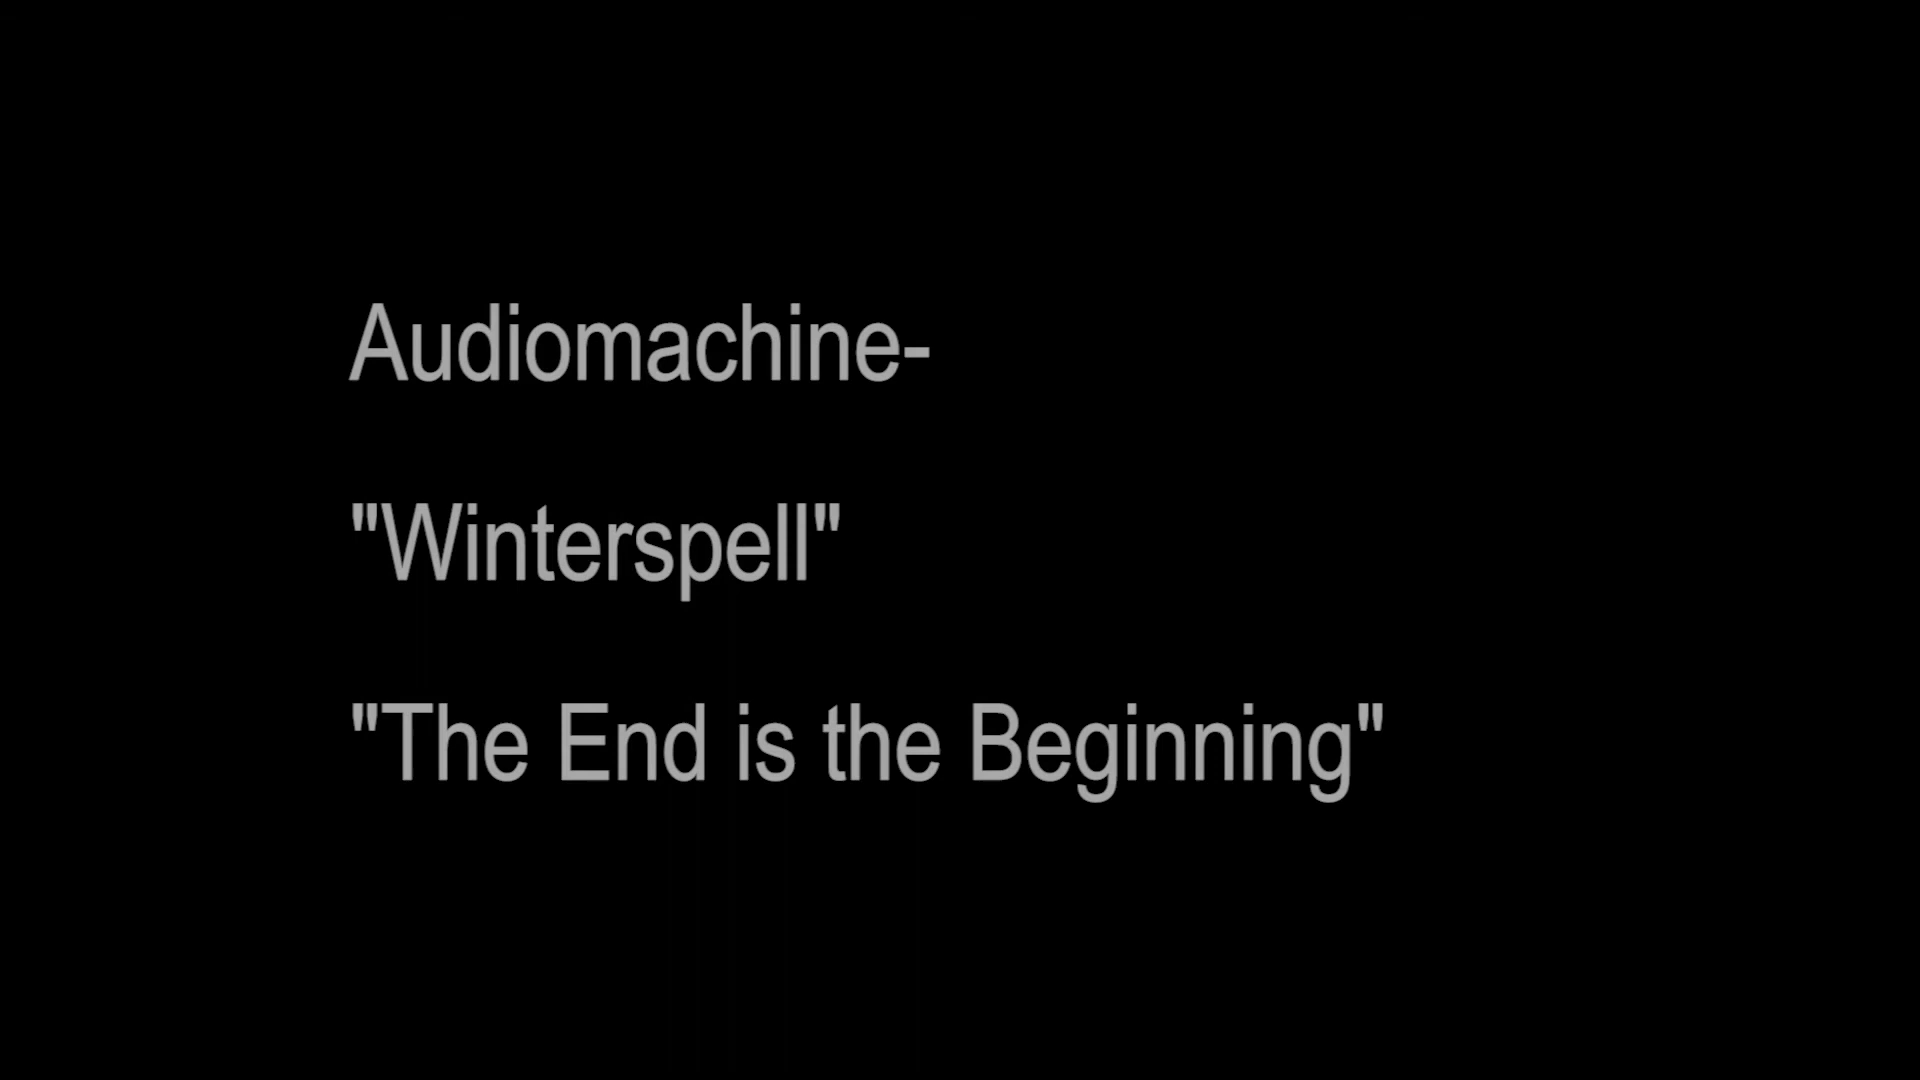 Audiomachine-
"Winterspell"
"The End is the Beginning"